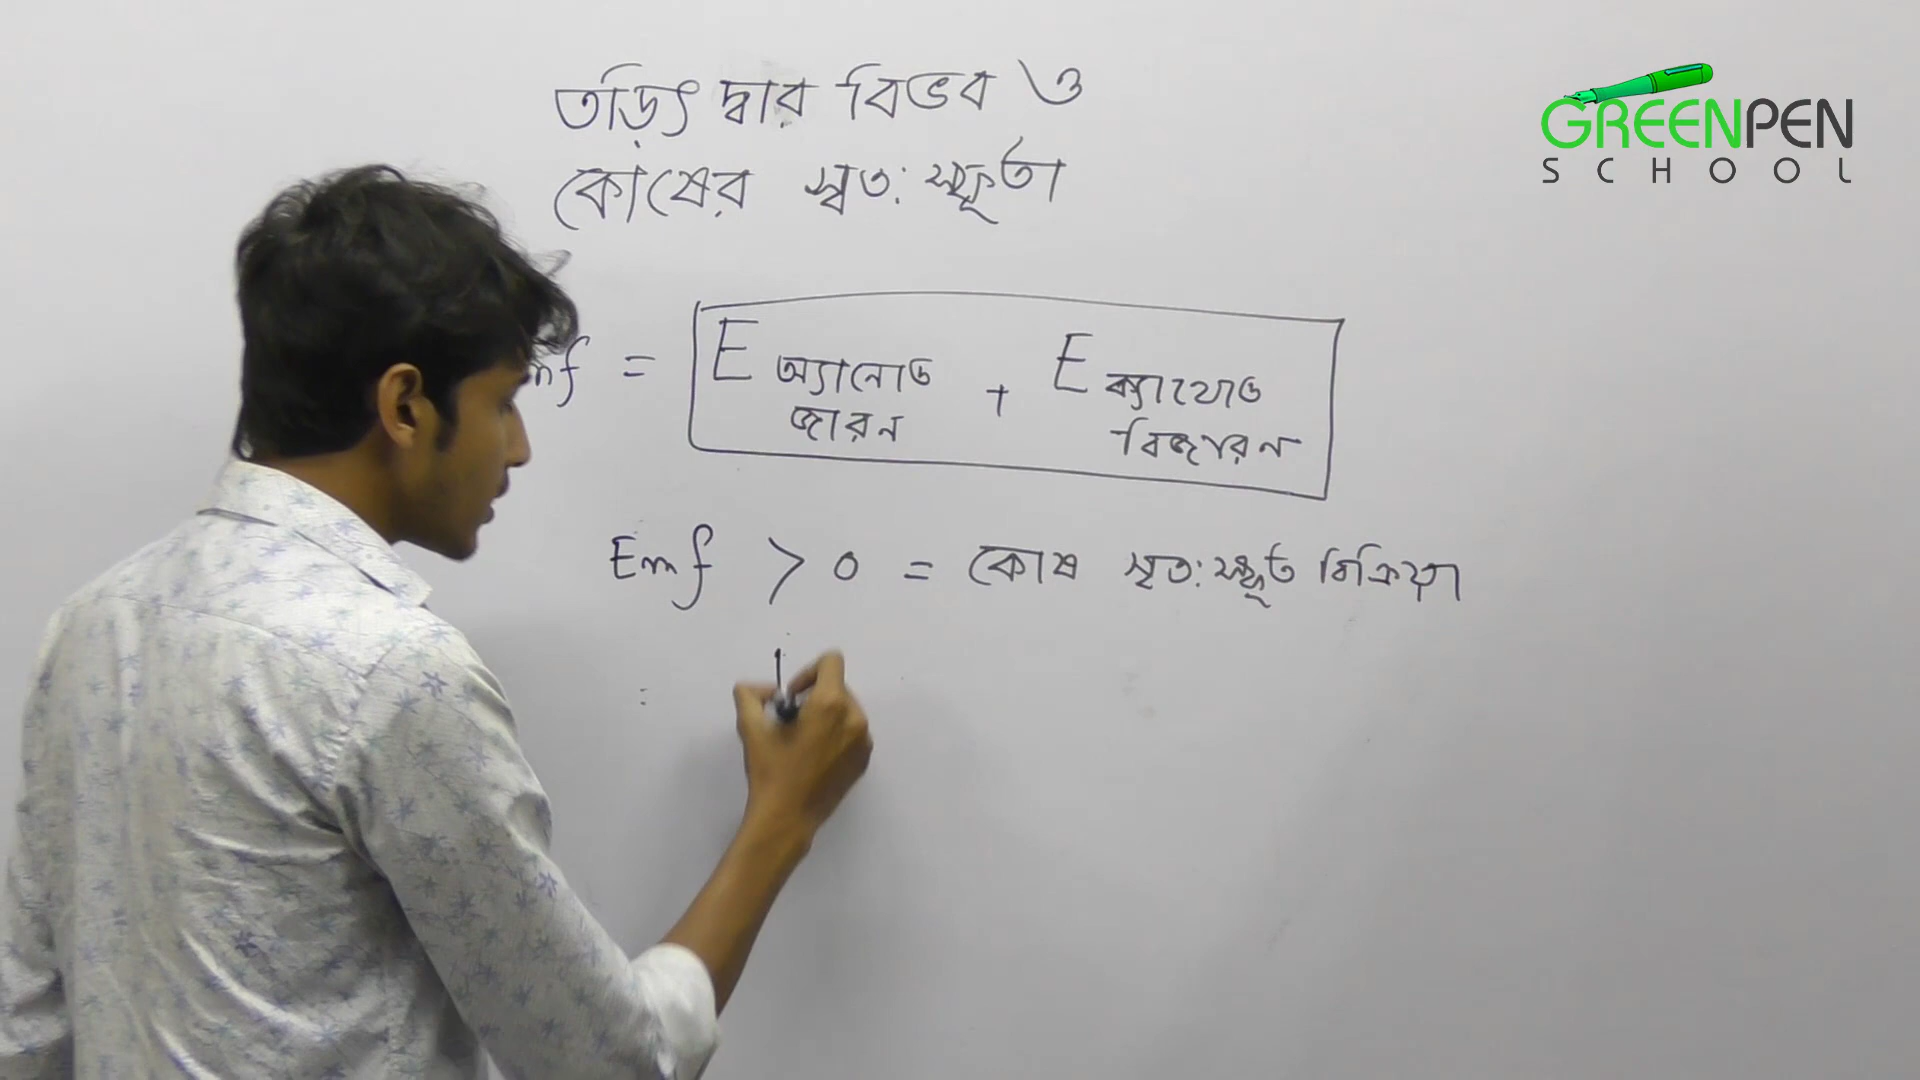 তড়িৎ দ্বার বিভব ও
কোষের স্বত:স্ফূর্ততা
GREENPEN
SCHOOL
mf = E অ্যানোড জারন + E ক্যাথোড বিজারন
Emf > 0 = কোষ স্বত:স্ফূর্ত বিক্রিয়া